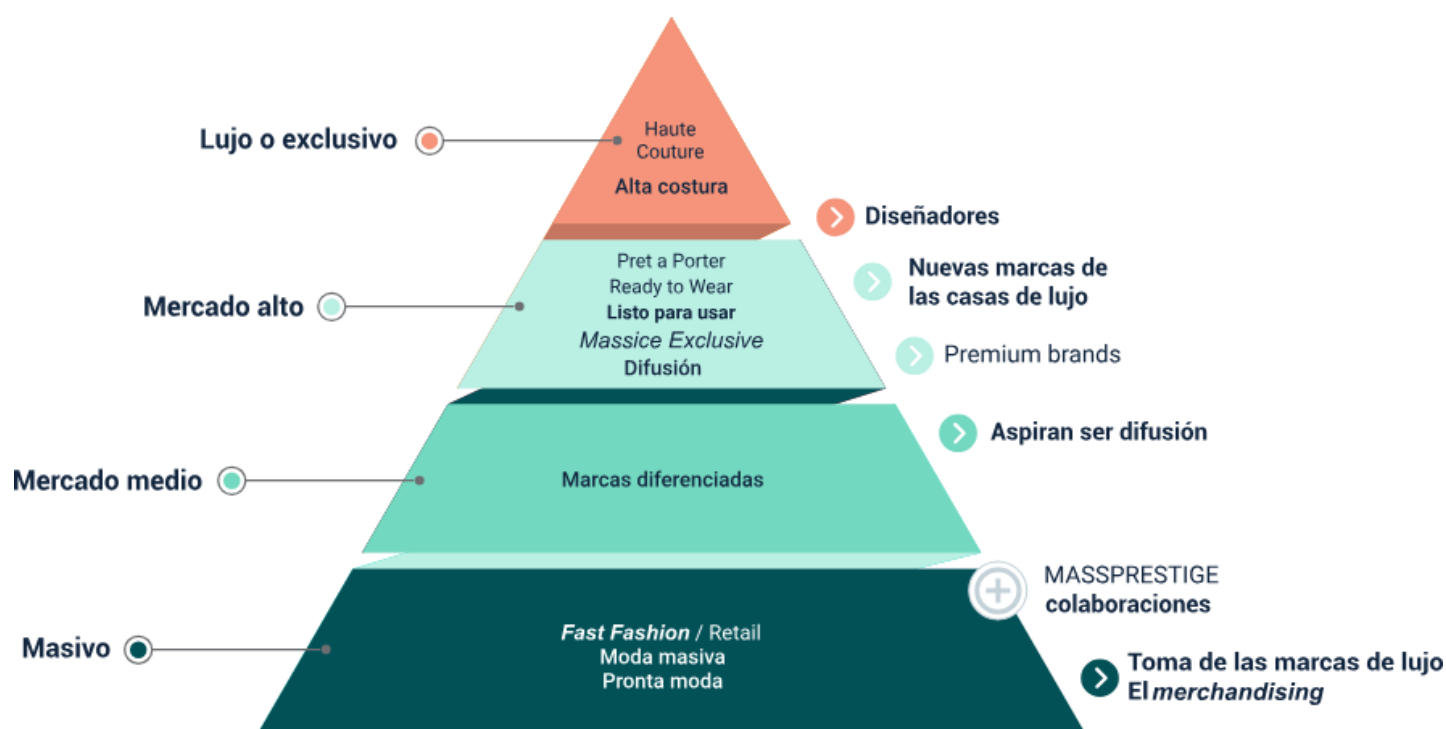 Lujo o exclusivo
Haute
Couture
Alta costura
Diseñadores
Mercado alto
Pret a Porter
Ready to Wear
Listo para usar
Massice Exclusive
Difusión
Nuevas marcas de
las casas de lujo
Premium brands
Mercado medio
Marcas diferenciadas
Aspiran ser difusión
MASSPRESTIGE
colaboraciones
Masivo
Fast Fashion / Retail
Moda masiva
Pronta moda
Toma de las marcas de lujo
El merchandising